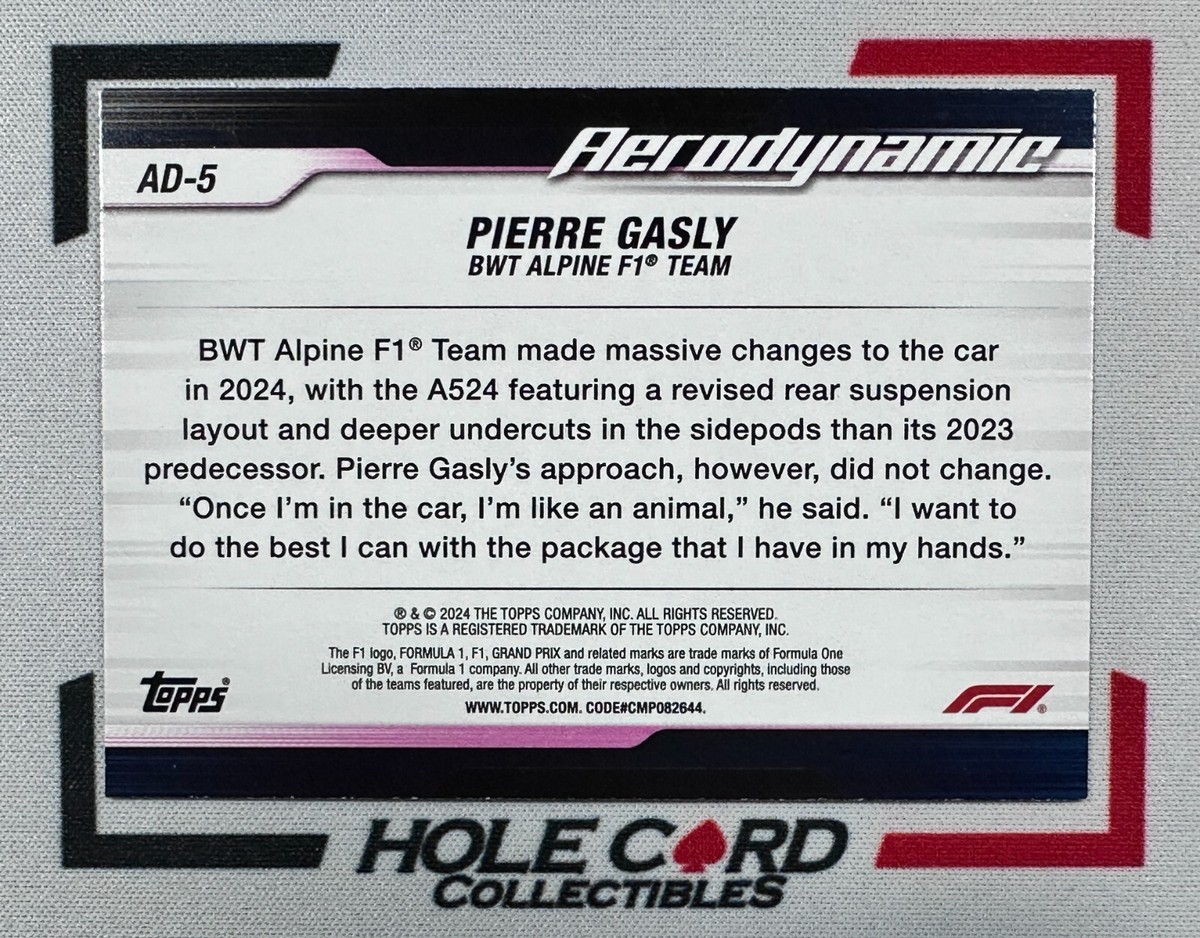 Aerodynamic
AD-5
PIERRE GASLY
BWT ALPINE F1® TEAM
BWT Alpine F1® Team made massive changes to the car
in 2024, with the A524 featuring a revised rear suspension
layout and deeper undercuts in the sidepods than its 2023
predecessor. Pierre Gasly's approach, however, did not change.
“Once I'm in the car, I'm like an animal,” he said. “I want to
do the best I can with the package that I have in my hands.”
® & © 2024 THE TOPPS COMPANY, INC. ALL RIGHTS RESERVED.
TOPPS IS A REGISTERED TRADEMARK OF THE TOPPS COMPANY, INC.
The F1 logo, FORMULA 1, F1, GRAND PRIX and related marks are trade marks of Formula One
Licensing BV, a Formula 1 company. All other trade marks, logos and copyrights, including those
of the teams featured, are the property of their respective owners. All rights reserved.
WWW.TOPPS.COM. CODE#CMP082644.
Topps®
F1®
HOLE CARD
COLLECTIBLES